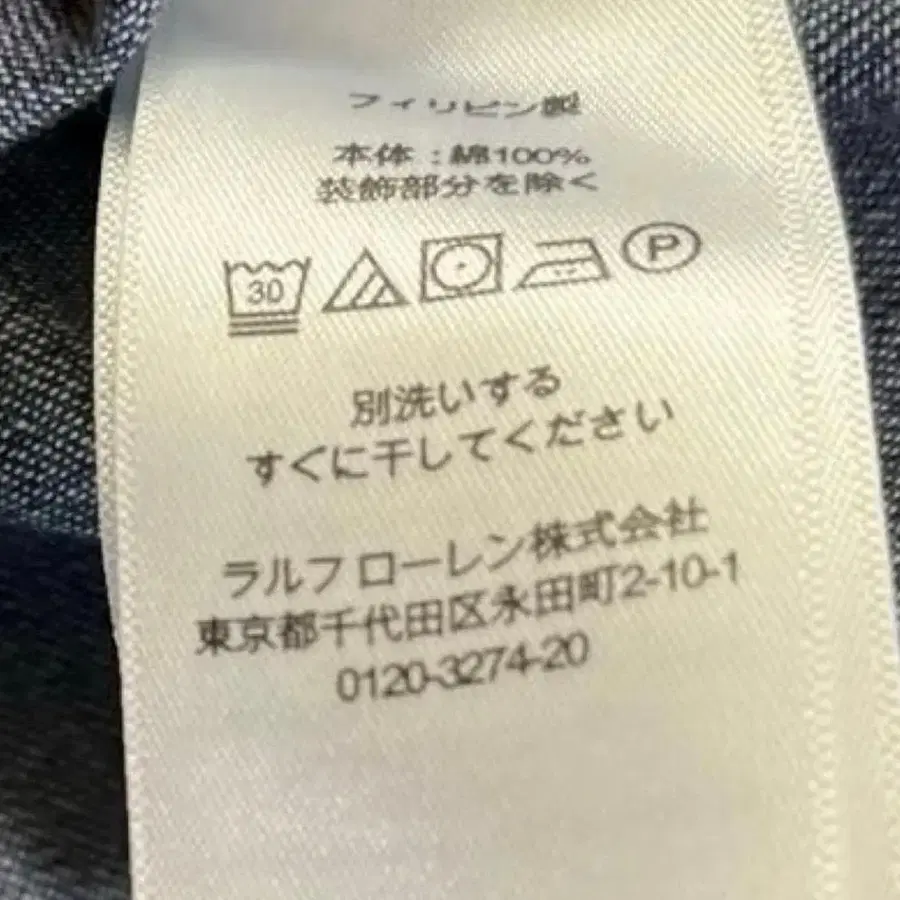 フィリピン製
本体：綿100%
装飾部分を除く
30 P
別洗いする
すぐに干してください
ラルフ ローレン株式会社
東京都千代田区永田町2-10-1
0120-3274-20